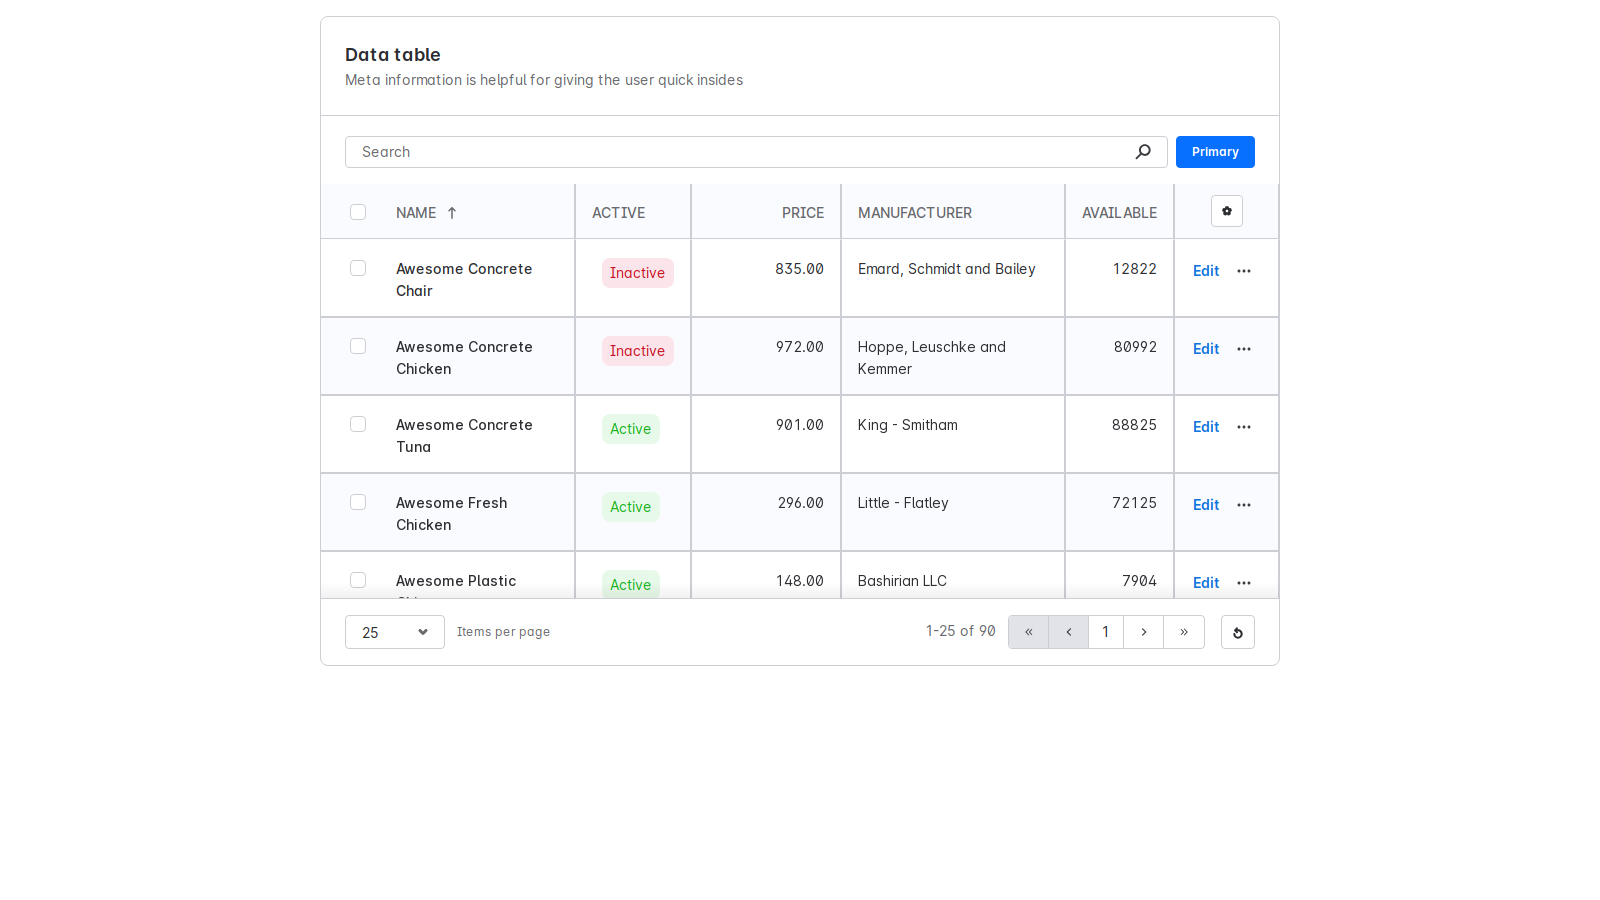 Data table
Meta information is helpful for giving the user quick insides
Search
Primary
NAME ACTIVE PRICE MANUFACTURER AVAILABLE
Awesome Concrete Chair Inactive 835.00 Emard, Schmidt and Bailey 12822 Edit
Awesome Concrete Chicken Inactive 972.00 Hoppe, Leuschke and Kemmer 80992 Edit
Awesome Concrete Tuna Active 901.00 King - Smitham 88825 Edit
Awesome Fresh Chicken Active 296.00 Little - Flatley 72125 Edit
Awesome Plastic Active 148.00 Bashirian LLC 7904 Edit
25 Items per page 1-25 of 90 « ‹ 1 › »